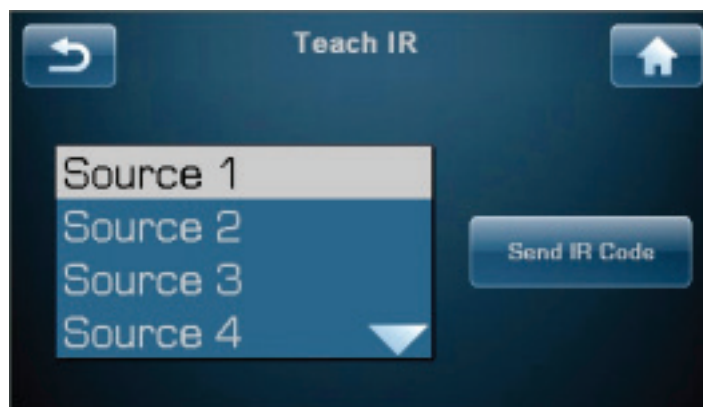 Teach IR
Source 1
Source 2
Source 3
Source 4
Send IR Code